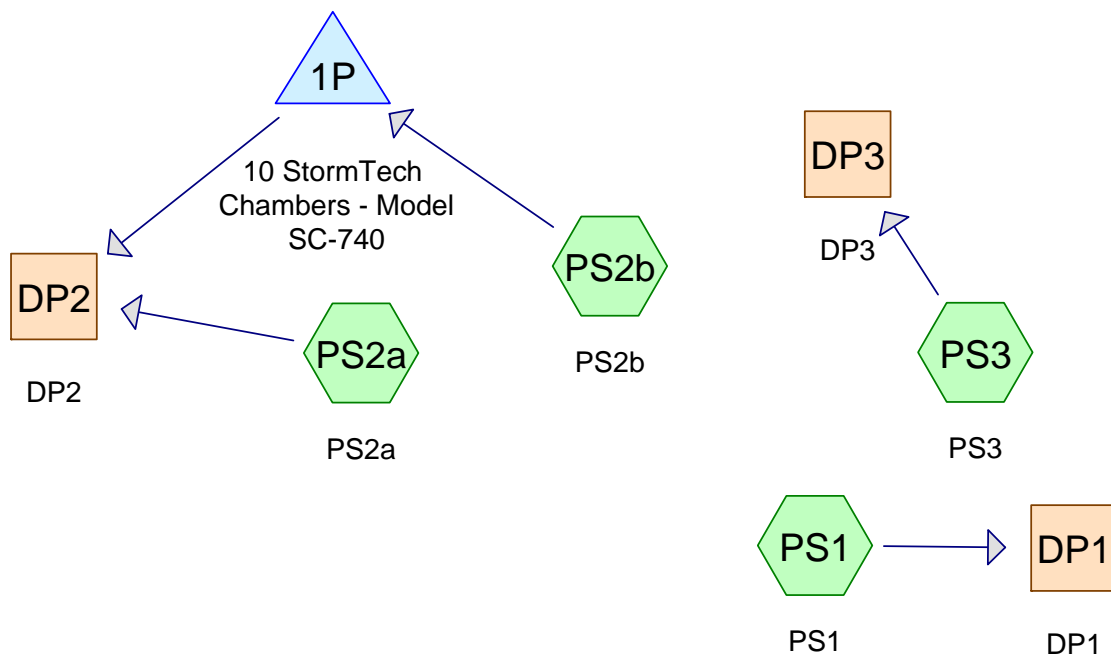 1P
10 StormTech
Chambers - Model
SC-740
DP3
DP3
PS2b
PS2b
DP2
DP2
PS2a
PS2a
PS3
PS3
PS1
PS1
DP1
DP1